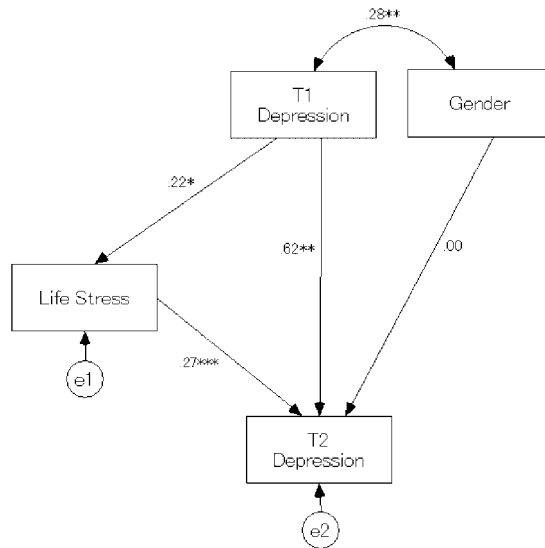 .28**
T1
Depression
Gender
.22*
.62**
.00
Life Stress
.27***
e1
T2
Depression
e2